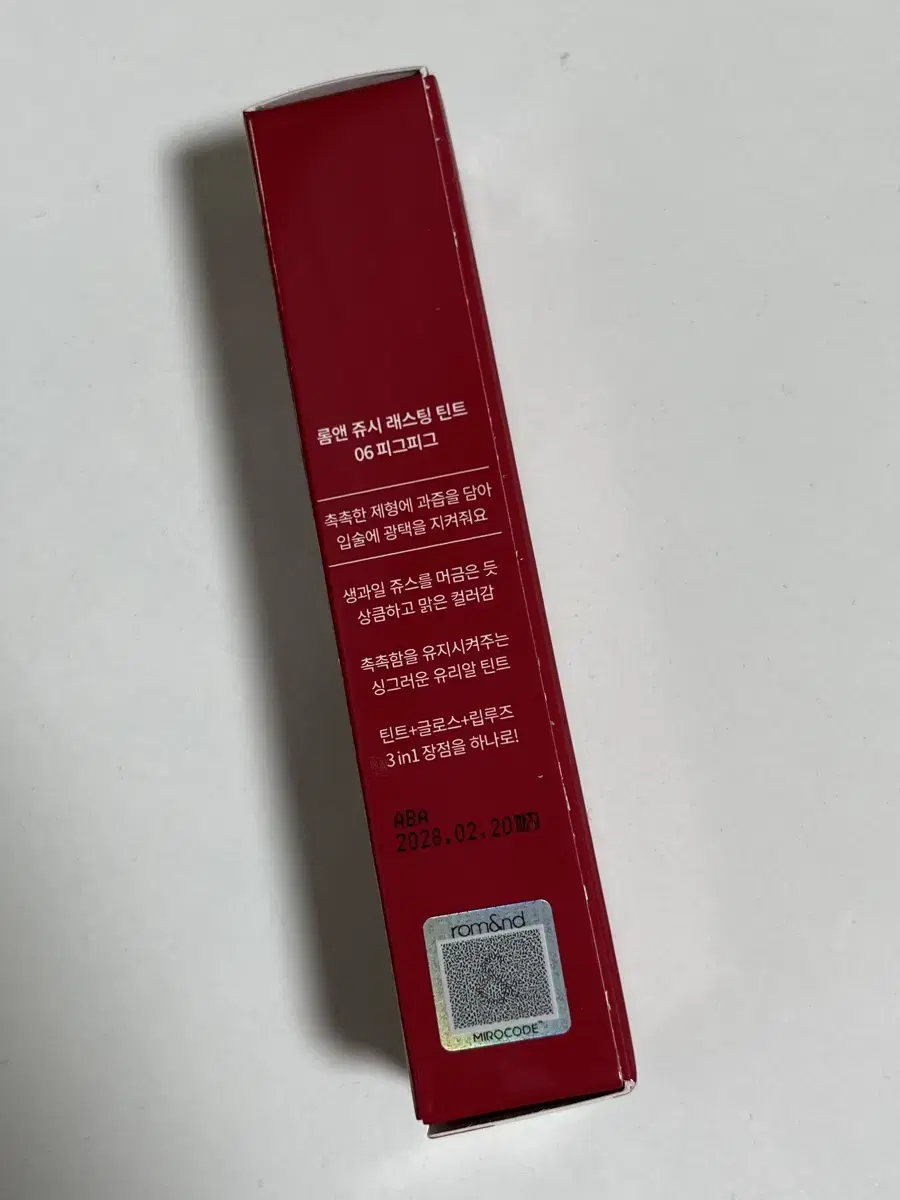 롬앤 쥬시 래스팅 틴트
06 피그피그
촉촉한 제형에 과즙을 담아
입술에 광택을 지켜줘요
생과일 쥬스를 머금은 듯
상큼하고 맑은 컬러감
촉촉함을 유지시켜주는
싱그러운 유리알 틴트
틴트+글로스+립루즈
3 in1 장점을 하나로!
ABA
2028.02.20까지
rom&nd
MIROCODE™